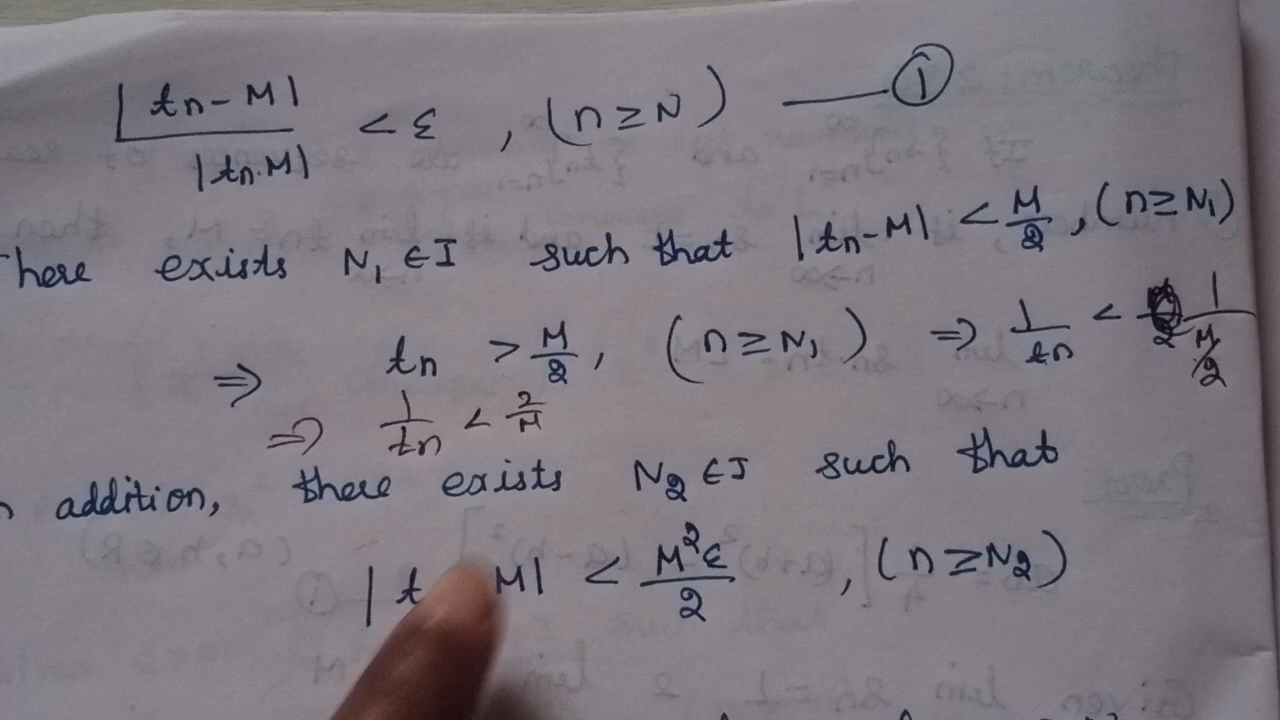 |tn-M| / |tn.M| < ε , (n≥N) —— ①
here exists N₁ ∈ I such that |tn-M| < M/2 , (n≥N₁)
⇒ tn > M/2 , (n≥N₁) ⇒ 1/tn < 1/(M/2)
⇒ 1/tn < 2/M
addition, there exists N₂ ∈ I such that
|t M| < M²ε/2 , (n≥N₂)